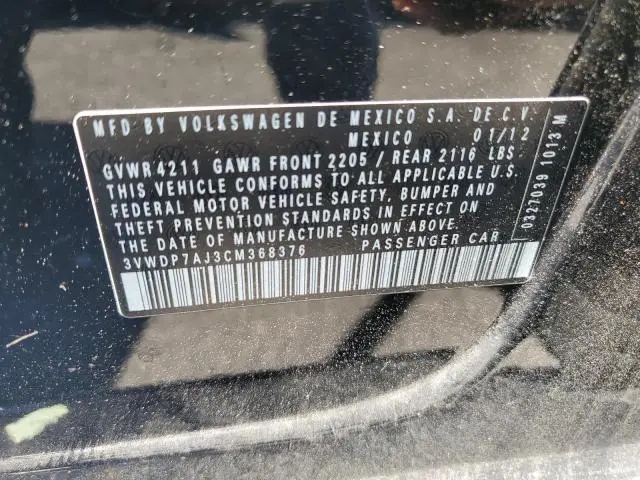 MFD BY VOLKSWAGEN DE MEXICO S.A. DE C.V.
MEXICO 01/12
GVWR 4211 GAWR FRONT 2205 / REAR 2116 LBS
THIS VEHICLE CONFORMS TO ALL APPLICABLE U.S.
FEDERAL MOTOR VEHICLE SAFETY, BUMPER AND
THEFT PREVENTION STANDARDS IN EFFECT ON
THE DATE OF MANUFACTURE SHOWN ABOVE.
3VWDP7AJ3CM368376 PASSENGER CAR
0327039 1013 M